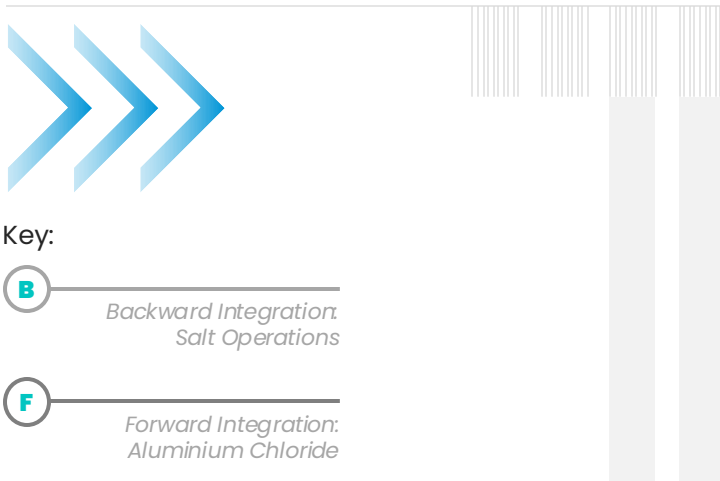 Key:
B
Backward Integration:
Salt Operations
F
Forward Integration:
Aluminium Chloride